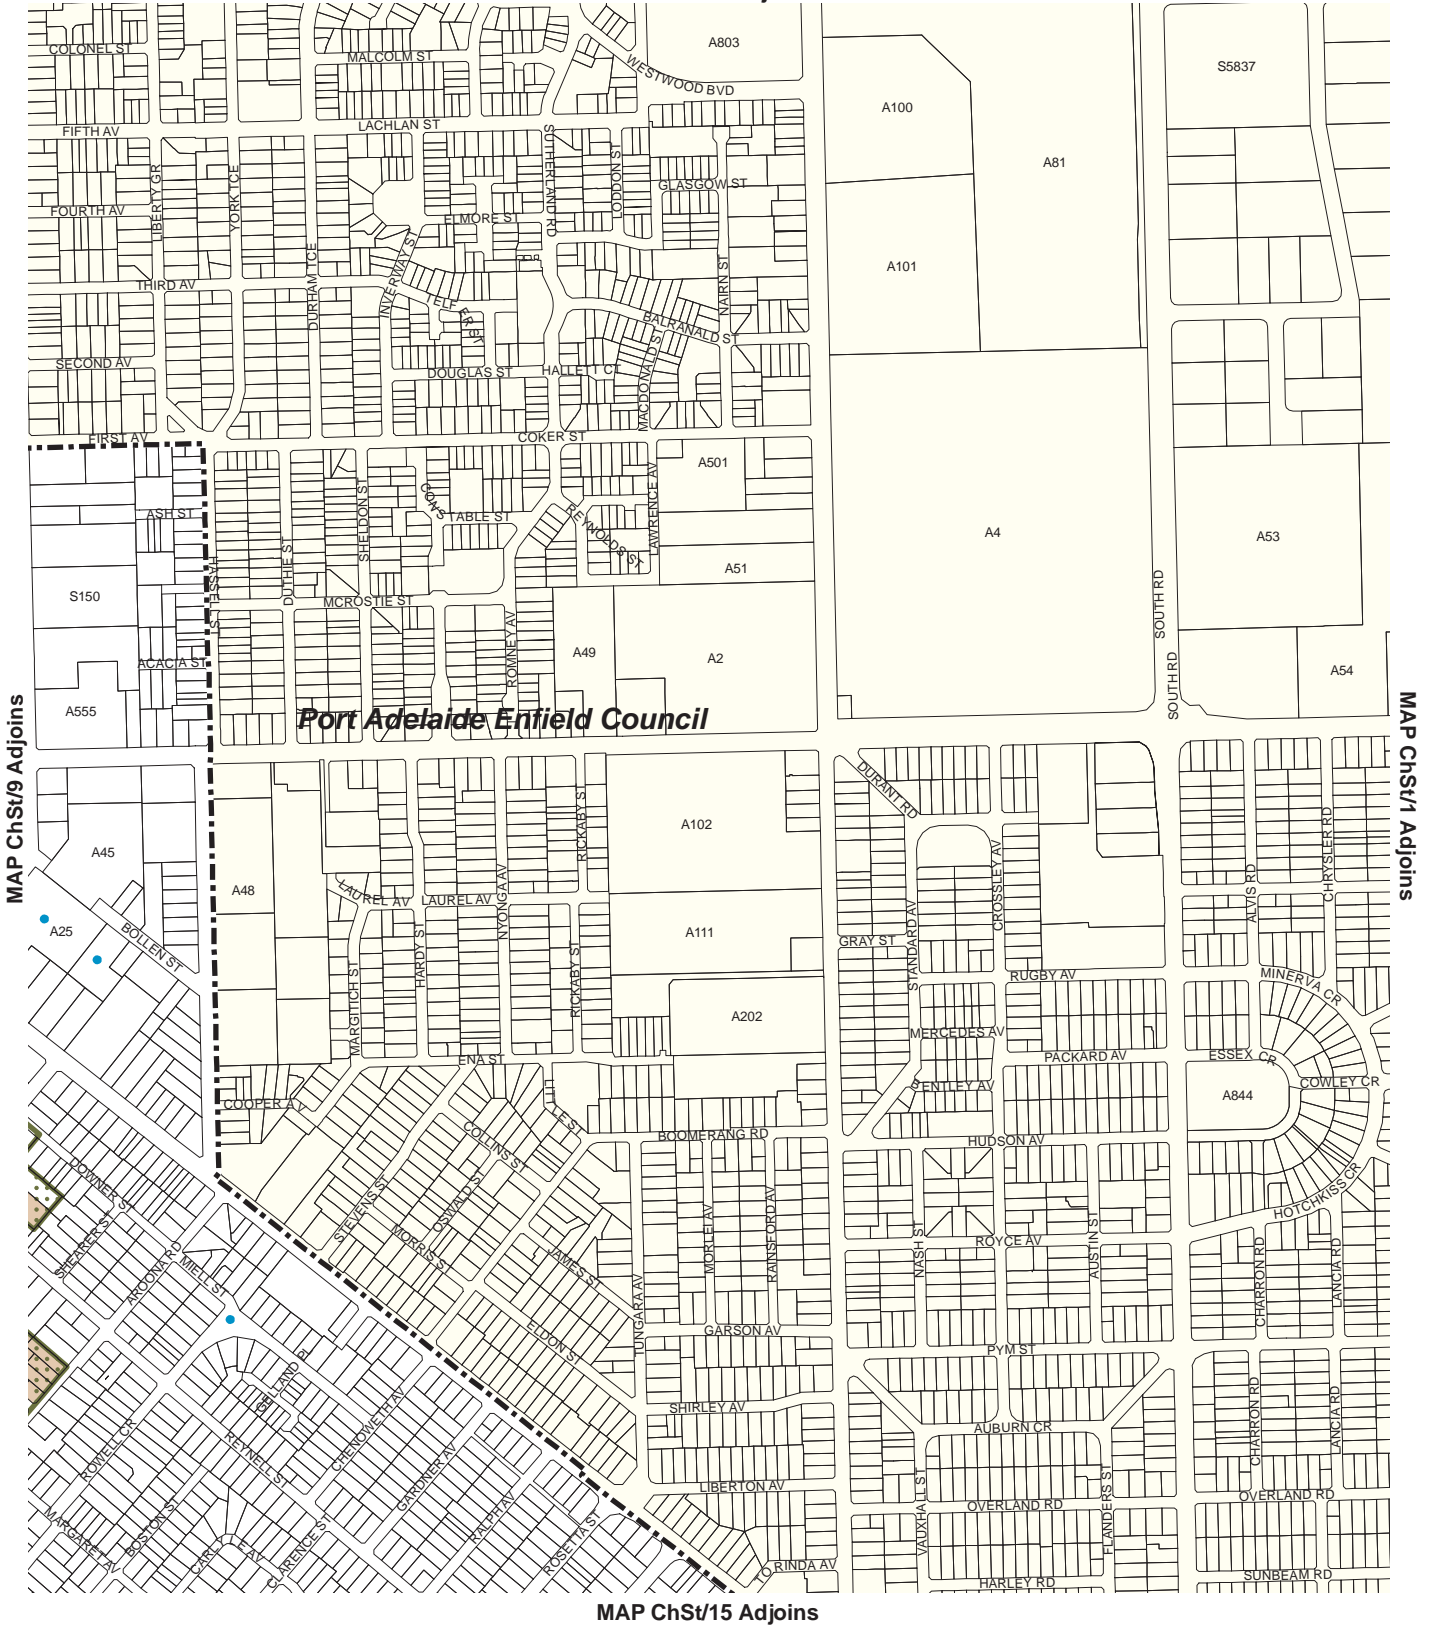 COLONEL ST
MALCOLM ST
A803
WESTWOOD BVD
S5837
A100
FIFTH AV
LACHLAN ST
SUTHERLAND RD
LODDON ST
A81
LIBERTY GR
YORK TCE
GLASGOW ST
FOURTH AV
ELMORE ST
DURHAM TCE
INVERWAY ST
A101
NAIRN ST
THIRD AV
TELFER ST
BALRANALD ST
SECOND AV
DOUGLAS ST
HALLETT CT
MACDONALD ST
FIRST AV
COKER ST
A501
LAWRENCE AV
SHELDON ST
CONSTABLE ST
REYNOLDS ST
ASH ST
A4
A53
DUTHIE ST
HASSELL ST
A51
S150
MCROSTIE ST
SOUTH RD
ROMNEY AV
A49
A2
ACACIA ST
A54
SOUTH RD
A555
Port Adelaide Enfield Council
MAP ChSt/9 Adjoins
MAP ChSt/1 Adjoins
DURANT RD
RICKABY ST
A102
CHRYSLER RD
A45
A48
LAUREL AV
LAUREL AV
NYONGA AV
CROSSLEY AV
ALVIS RD
A25
BOLLEN ST
A111
GRAY ST
STANDARD AV
HARDY ST
RICKABY ST
MARGITICH ST
RUGBY AV
MINERVA CR
A202
MERCEDES AV
ENA ST
PACKARD AV
ESSEX CR
COWLEY CR
BENTLEY AV
A844
COOPER AV
LITTLE ST
COLLINS ST
BOOMERANG RD
HUDSON AV
DOWNER ST
STEVENS ST
OSWALD ST
HOTCHKISS CR
SHEARER ST
AROONA RD
MORRIS S
MORLEI AV
RAINSFORD AV
NASH ST
ROYCE AV
AUSTIN ST
MIELL ST
JAMES ST
CHARRON RD
LANCIA RD
TUNGARA AV
ELDON ST
GARSON AV
PYM ST
GELLAND PL
CHENOWETH AV
SHIRLEY AV
AUBURN CR
CHARRON RD
LANCIA RD
ROWELL CR
REYNELL ST
GARDNER AV
LIBERTON AV
VAUXHALL ST
OVERLAND RD
FLANDERS ST
OVERLAND RD
MARGARET AV
BOSTON ST
CARLYLE AV
CLARENCE ST
RALPH AV
ROSETTA ST
TORINDA AV
HARLEY RD
SUNBEAM RD
MAP ChSt/15 Adjoins